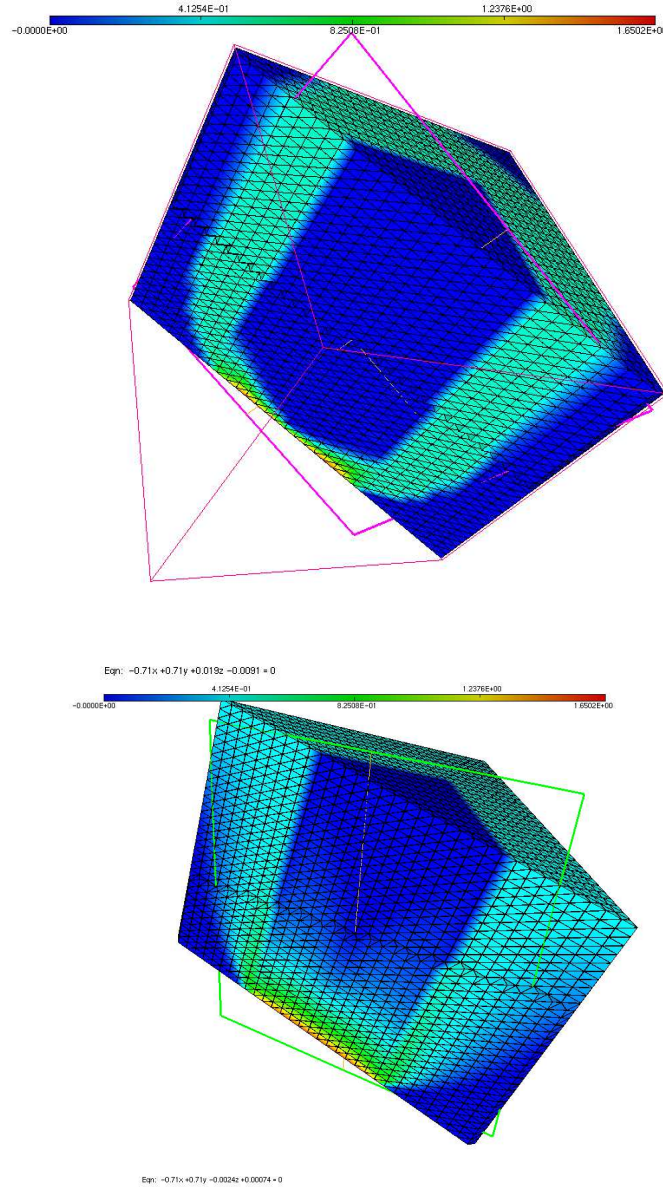 4.1254E-01 1.2376E+00
-0.0000E+00 8.2508E-01 1.6502E+00
Eqn: -0.71x +0.71y +0.019z -0.0091 = 0
4.1254E-01 1.2376E+00
-0.0000E+00 8.2508E-01 1.6502E+00
Eqn: -0.71x +0.71y -0.0024z +0.00074 = 0